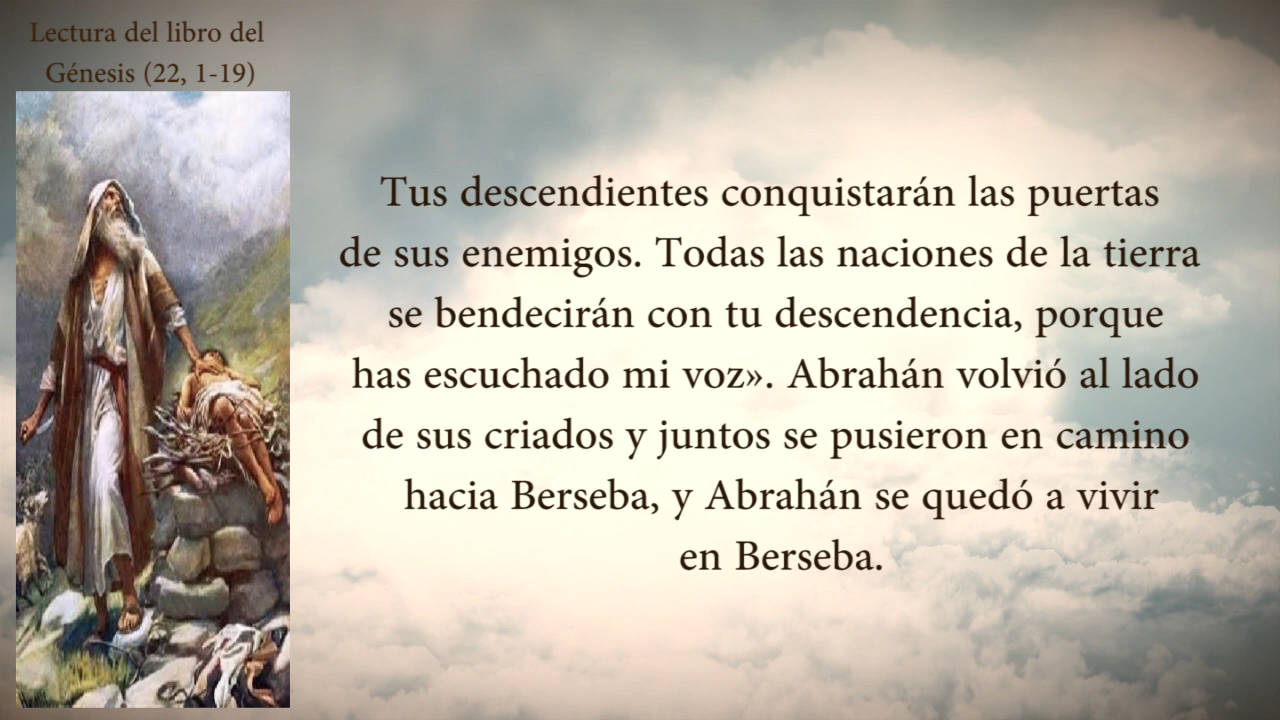 Lectura del libro del
Génesis (22, 1-19)
Tus descendientes conquistarán las puertas
de sus enemigos. Todas las naciones de la tierra
se bendecirán con tu descendencia, porque
has escuchado mi voz». Abrahán volvió al lado
de sus criados y juntos se pusieron en camino
hacia Berseba, y Abrahán se quedó a vivir
en Berseba.